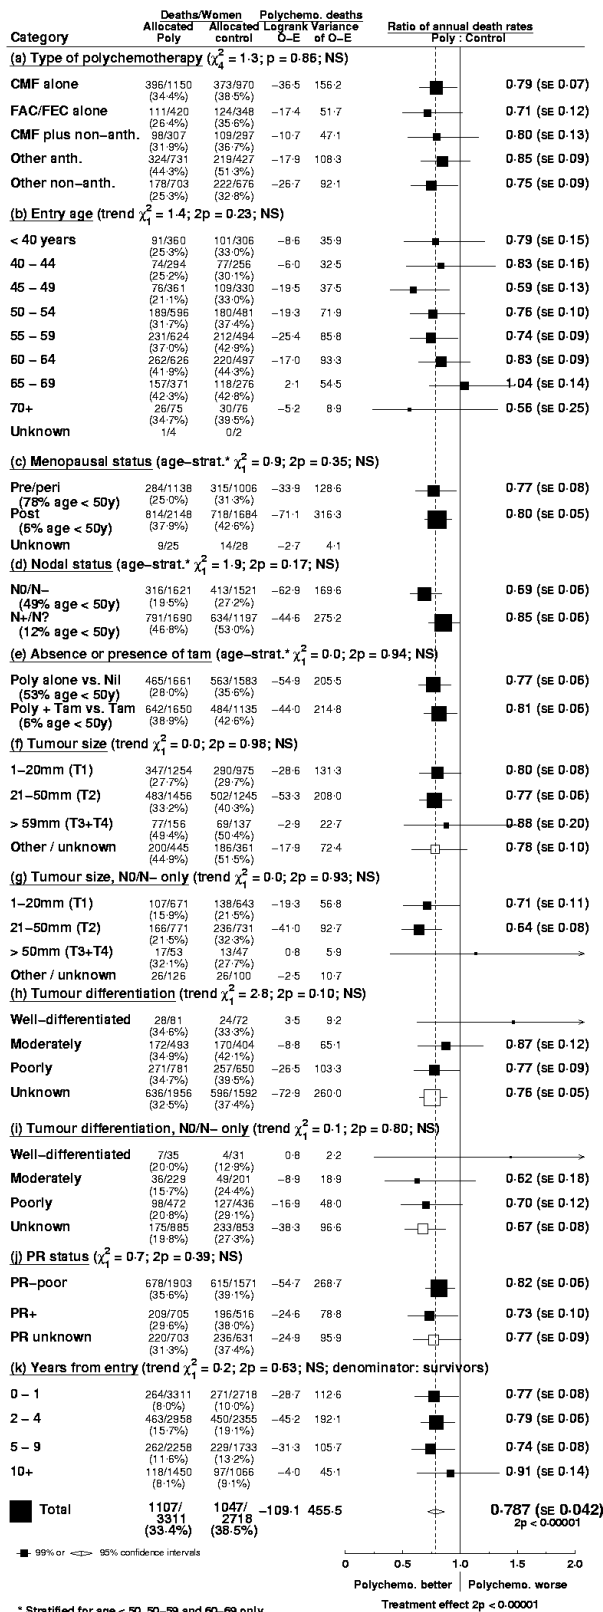 Deaths/Women Polychemo. deaths
Allocated Allocated Logrank Variance Ratio of annual death rates
Category Poly control O–E of O–E Poly : Control
(a) Type of polychemotherapy (χ²₄ = 1·3; p = 0·86; NS)
CMF alone 396/1150 373/970 –36·5 156·2 0·79 (SE 0·07)
(34·4%) (38·5%)
FAC/FEC alone 111/420 124/348 –17·4 51·7 0·71 (SE 0·12)
(26·4%) (35·6%)
CMF plus non–anth. 98/307 109/297 –10·7 47·1 0·80 (SE 0·13)
(31·9%) (36·7%)
Other anth. 324/731 219/427 –17·9 108·3 0·85 (SE 0·09)
(44·3%) (51·3%)
Other non–anth. 178/703 222/676 –26·7 92·1 0·75 (SE 0·09)
(25·3%) (32·8%)
(b) Entry age (trend χ²₁ = 1·4; 2p = 0·23; NS)
< 40 years 91/360 101/306 –8·6 35·9 0·79 (SE 0·15)
(25·3%) (33·0%)
40 – 44 74/294 77/256 –6·0 32·5 0·83 (SE 0·16)
(25·2%) (30·1%)
45 – 49 76/361 109/330 –19·5 37·5 0·59 (SE 0·13)
(21·1%) (33·0%)
50 – 54 189/596 180/481 –19·3 71·9 0·76 (SE 0·10)
(31·7%) (37·4%)
55 – 59 231/624 212/494 –25·4 85·8 0·74 (SE 0·09)
(37·0%) (42·9%)
60 – 64 262/626 220/497 –17·0 93·3 0·83 (SE 0·09)
(41·9%) (44·3%)
65 – 69 157/371 118/276 2·1 54·5 1·04 (SE 0·14)
(42·3%) (42·8%)
70+ 26/75 30/76 –5·2 8·9 0·56 (SE 0·25)
(34·7%) (39·5%)
Unknown 1/4 0/2
(c) Menopausal status (age–strat.* χ²₁ = 0·9; 2p = 0·35; NS)
Pre/peri 284/1138 315/1006 –33·9 128·6 0·77 (SE 0·08)
(78% age < 50y) (25·0%) (31·3%)
Post 814/2148 718/1684 –71·1 316·3 0·80 (SE 0·05)
(6% age < 50y) (37·9%) (42·6%)
Unknown 9/25 14/28 –2·7 4·1
(d) Nodal status (age–strat.* χ²₁ = 1·9; 2p = 0·17; NS)
N0/N– 316/1621 413/1521 –62·9 169·6 0·69 (SE 0·06)
(49% age < 50y) (19·5%) (27·2%)
N+/N? 791/1690 634/1197 –44·6 275·2 0·85 (SE 0·06)
(12% age < 50y) (46·8%) (53·0%)
(e) Absence or presence of tam (age–strat.* χ²₁ = 0·0; 2p = 0·94; NS)
Poly alone vs. Nil 465/1661 563/1583 –54·9 205·5 0·77 (SE 0·06)
(53% age < 50y) (28·0%) (35·6%)
Poly + Tam vs. Tam 642/1650 484/1135 –44·0 214·8 0·81 (SE 0·06)
(6% age < 50y) (38·9%) (42·6%)
(f) Tumour size (trend χ²₁ = 0·0; 2p = 0·98; NS)
1–20mm (T1) 347/1254 290/975 –28·6 131·3 0·80 (SE 0·08)
(27·7%) (29·7%)
21–50mm (T2) 483/1456 502/1245 –53·3 208·0 0·77 (SE 0·06)
(33·2%) (40·3%)
> 59mm (T3+T4) 77/156 69/137 –2·9 22·7 0·88 (SE 0·20)
(49·4%) (50·4%)
Other / unknown 200/445 186/361 –17·9 72·4 0·78 (SE 0·10)
(44·9%) (51·5%)
(g) Tumour size, N0/N– only (trend χ²₁ = 0·0; 2p = 0·93; NS)
1–20mm (T1) 107/671 138/643 –19·3 56·8 0·71 (SE 0·11)
(15·9%) (21·5%)
21–50mm (T2) 166/771 236/731 –41·0 92·7 0·64 (SE 0·08)
(21·5%) (32·3%)
> 50mm (T3+T4) 17/53 13/47 0·8 5·9
(32·1%) (27·7%)
Other / unknown 26/126 26/100 –2·5 10·7
(h) Tumour differentiation (trend χ²₁ = 2·8; 2p = 0·10; NS)
Well–differentiated 28/81 24/72 3·5 9·2
(34·6%) (33·3%)
Moderately 172/493 170/404 –8·8 65·1 0·87 (SE 0·12)
(34·9%) (42·1%)
Poorly 271/781 257/650 –26·5 103·3 0·77 (SE 0·09)
(34·7%) (39·5%)
Unknown 636/1956 596/1592 –72·9 260·0 0·76 (SE 0·05)
(32·5%) (37·4%)
(i) Tumour differentiation, N0/N– only (trend χ²₁ = 0·1; 2p = 0·80; NS)
Well–differentiated 7/35 4/31 0·8 2·2
(20·0%) (12·9%)
Moderately 36/229 49/201 –8·9 18·9 0·62 (SE 0·18)
(15·7%) (24·4%)
Poorly 98/472 127/436 –16·9 48·0 0·70 (SE 0·12)
(20·8%) (29·1%)
Unknown 175/885 233/853 –38·3 96·6 0·67 (SE 0·08)
(19·8%) (27·3%)
(j) PR status (χ²₁ = 0·7; 2p = 0·39; NS)
PR–poor 678/1903 615/1571 –54·7 268·7 0·82 (SE 0·06)
(35·6%) (39·1%)
PR+ 209/705 196/516 –24·6 78·8 0·73 (SE 0·10)
(29·6%) (38·0%)
PR unknown 220/703 236/631 –24·9 95·9 0·77 (SE 0·09)
(31·3%) (37·4%)
(k) Years from entry (trend χ²₁ = 0·2; 2p = 0·63; NS; denominator: survivors)
0 – 1 264/3311 271/2718 –28·7 112·6 0·77 (SE 0·08)
(8·0%) (10·0%)
2 – 4 463/2958 450/2355 –45·2 192·1 0·79 (SE 0·06)
(15·7%) (19·1%)
5 – 9 262/2258 229/1733 –31·3 105·7 0·74 (SE 0·08)
(11·6%) (13·2%)
10+ 118/1450 97/1066 –4·0 45·1 0·91 (SE 0·14)
(8·1%) (9·1%)
Total 1107/ 1047/ –109·1 455·5 0·787 (SE 0·042)
3311 2718 2p < 0·00001
(33·4%) (38·5%)
99% or 95% confidence intervals
0 0·5 1·0 1·5 2·0
Polychemo. better Polychemo. worse
Treatment effect 2p < 0·00001
* Stratified for age < 50, 50–59 and 60–69 only